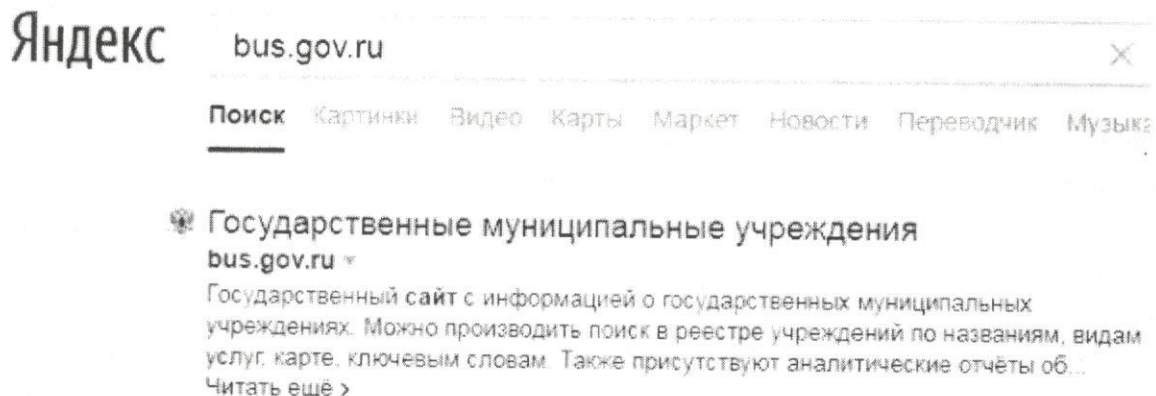 Яндекс
bus.gov.ru
Поиск Картинки Видео Карты Маркет Новости Переводчик Музыка
Государственные муниципальные учреждения
bus.gov.ru
Государственный сайт с информацией о государственных муниципальных
учреждениях. Можно производить поиск в реестре учреждений по названиям, видам
услуг, карте, ключевым словам. Также присутствуют аналитические отчёты об...
Читать ещё >